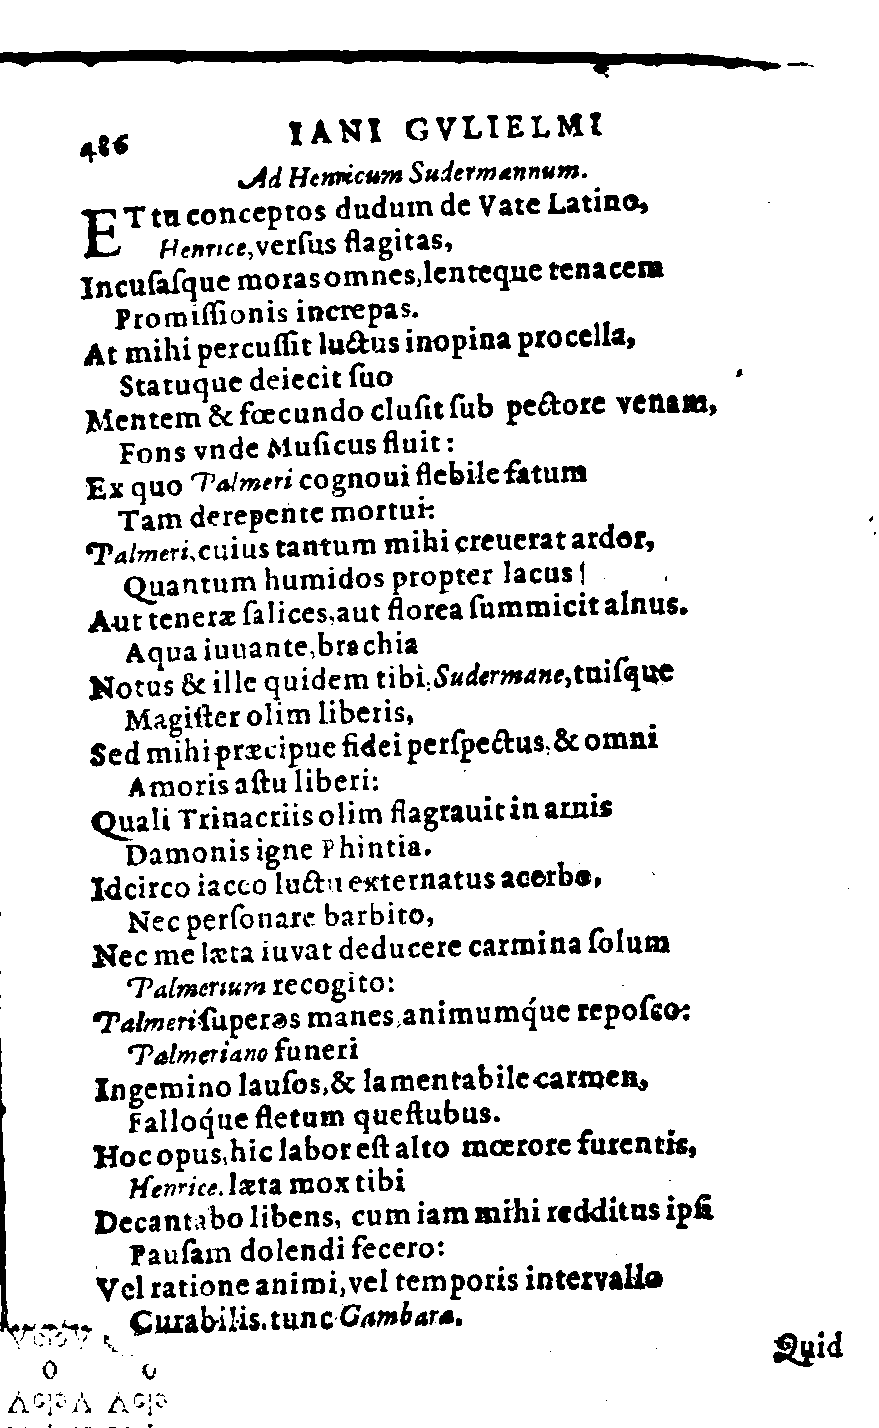 486 IANI GVLIELMI
Ad Henricum Sudermannum.
ET tu conceptos dudum de Vate Latino,
Henrice, verſus flagitas,
Incuſaſque moras omnes, lenteque tenacem
Promiſſionis increpas.
At mihi percuſſit luctus inopina procella,
Statuque deiecit ſuo
Mentem & fœcundo cluſit ſub pectore venam,
Fons vnde Muſicus fluit:
Ex quo Palmeri cognoui flebile fatum
Tam derepente mortui:
Palmeri, cuius tantum mihi creuerat ardor,
Quantum humidos propter lacus
Aut teneræ ſalices, aut florea ſummicit alnus.
Aqua iuuante, brachia
Notus & ille quidem tibi, Sudermane, tuiſque
Magiſter olim liberis,
Sed mihi præcipue fidei perſpectus, & omni
Amoris aſtu liberi:
Quali Trinacriis olim flagrauit in aruis
Damonis igne Phintia.
Idcirco iaceo luctu externatus acerbo,
Nec perſonare barbito,
Nec me læta iuvat deducere carmina ſolum
Palmerium recogito:
Palmeri ſuperos manes, animumq́ue repoſco:
Palmeriano funeri
Ingemino lauſos, & lamentabile carmen,
Falloq́ue fletum queſtubus.
Hoc opus, hic labor eſt alto mœrore furentis,
Henrice. læta mox tibi
Decantabo libens, cum iam mihi redditus ipſi
Pauſam dolendi fecero:
Vel ratione animi, vel temporis intervallo
Curabilis. tunc Gambara.
Quid